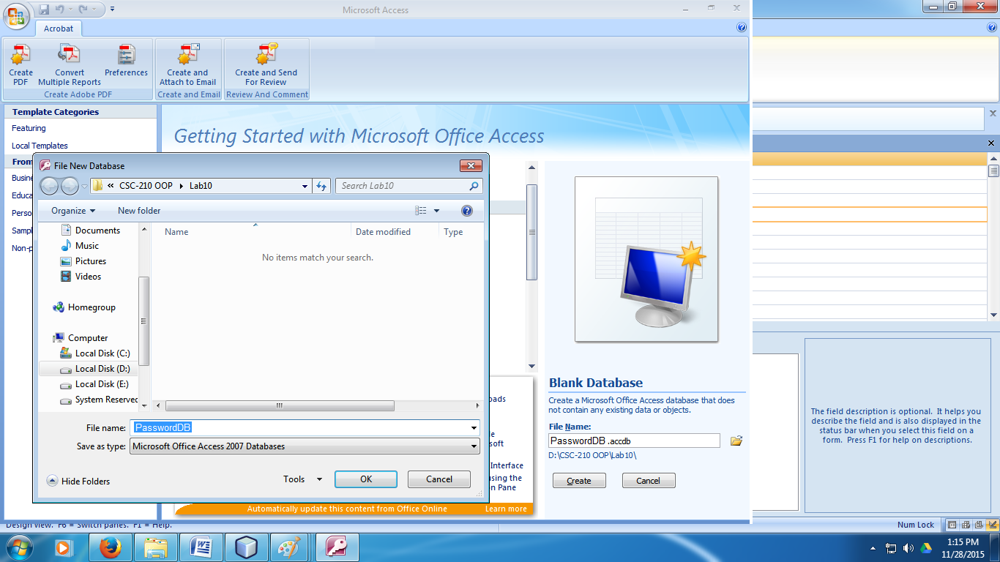 Microsoft Access
Acrobat
Create PDF
Convert Multiple Reports
Preferences
Create Adobe PDF
Create and Attach to Email
Create and Email
Create and Send For Review
Review And Comment
Template Categories
Featuring
Local Templates
From
Busine
Educa
Perso
Sampl
Non-p
Getting Started with Microsoft Office Access
File New Database
« CSC-210 OOP Lab10
Search Lab10
Organize
New folder
Name
Date modified
Type
No items match your search.
Documents
Music
Pictures
Videos
Homegroup
Computer
Local Disk (C:)
Local Disk (D:)
Local Disk (E:)
System Reserved
File name: PasswordDB
Save as type: Microsoft Office Access 2007 Databases
Hide Folders
Tools
OK
Cancel
oads
e
osoft
Interface
using the
on Pane
Automatically update this content from Office Online
Learn more
Blank Database
Create a Microsoft Office Access database that does
not contain any existing data or objects.
File Name:
PasswordDB .accdb
D:\CSC-210 OOP\Lab10\
Create
Cancel
The field description is optional. It helps you
describe the field and is also displayed in the
status bar when you select this field on a
form. Press F1 for help on descriptions.
Design view. F6 = Switch panes. F1 = Help.
Num Lock
1:15 PM
11/28/2015